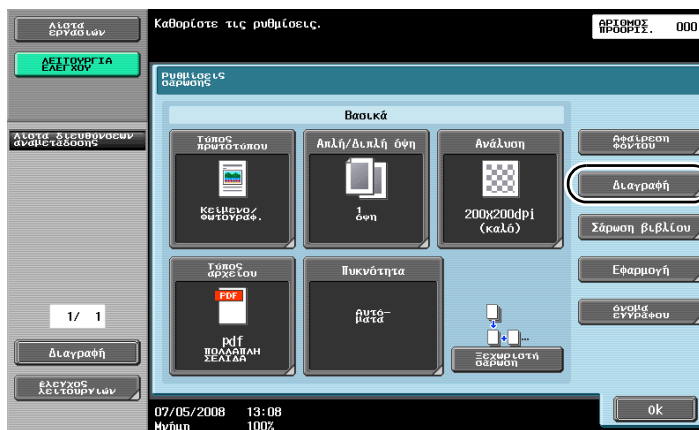 Λίστα
εργασιών
Καθορίστε τις ρυθμίσεις.
ΑΡΙΘΜΟΣ
ΠΡΟΟΡΙΣ.
000
ΛΕΙΤΟΥΡΓΙΑ
ΕΛΕΓΧΟΥ
Ρυθμίσεις
σάρωσης
Βασικά
Λίστα διευθύνσεων
αναμετάδοσης
Τύπος
πρωτοτύπου
Απλή/Διπλή όψη
Ανάλυση
Αφαίρεση
φόντου
Διαγραφή
Κείμενο/
Φωτογραφ.
1
όψη
200X200dpi
(καλό)
Σάρωση βιβλίου
Τύπος
αρχείου
Πυκνότητα
Εφαρμογή
PDF
pdf
ΠΟΛΛΑΠΛΗ
ΣΕΛΙΔΑ
Αυτό-
ματα
όνομα
εγγράφου
1/ 1
Διαγραφή
Ξεχωριστή
σάρωση
έλεγχος
λειτουργιών
07/05/2008 13:08
Μνήμη 100%
ok